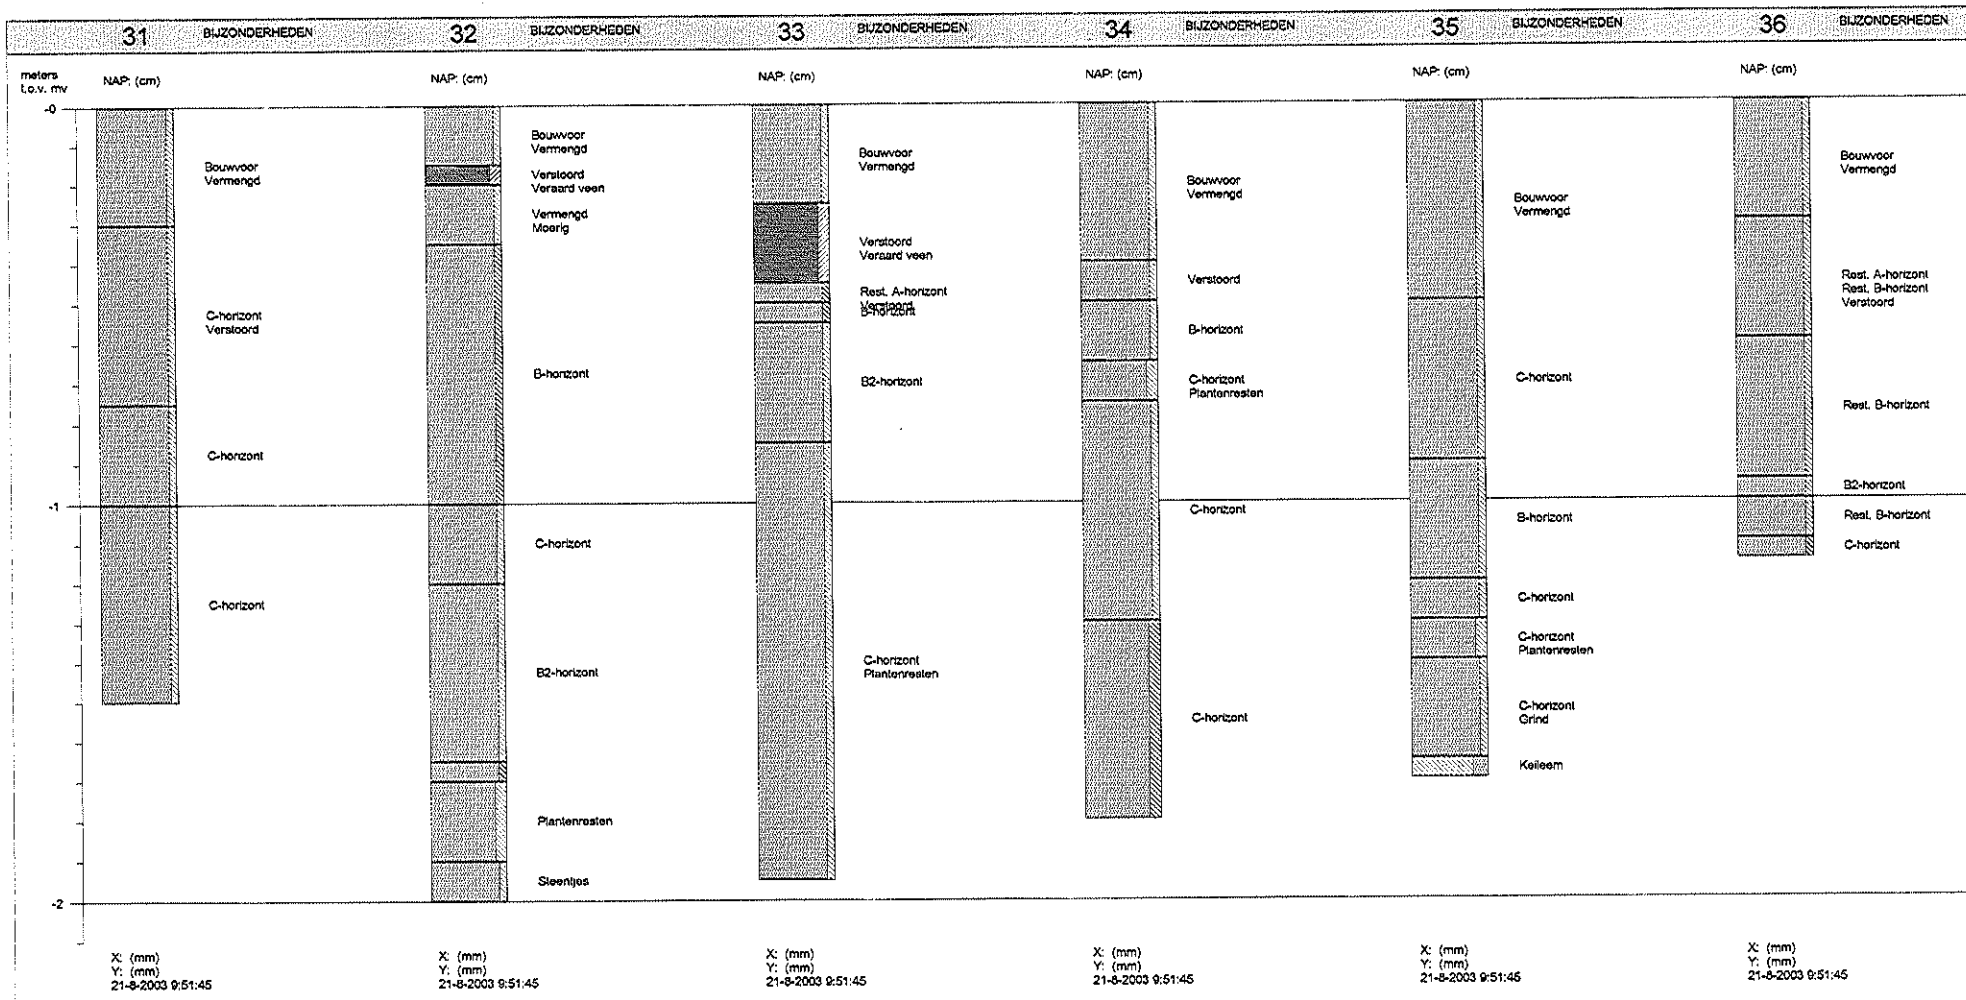 31 BIJZONDERHEDEN 32 BIJZONDERHEDEN 33 BIJZONDERHEDEN 34 BIJZONDERHEDEN 35 BIJZONDERHEDEN 36 BIJZONDERHEDEN
meters
t.o.v. mv
NAP: (cm) NAP: (cm) NAP: (cm) NAP: (cm) NAP: (cm) NAP: (cm)
-0
-1
-2
Bouwvoor
Vermengd
C-horizont
Verstoord
C-horizont
C-horizont
X: (mm)
Y: (mm)
21-8-2003 9:51:45
Bouwvoor
Vermengd
Verstoord
Veraard veen
Vermengd
Moerig
B-horizont
C-horizont
B2-horizont
Plantenresten
Steentjes
X: (mm)
Y: (mm)
21-8-2003 9:51:45
Bouwvoor
Vermengd
Verstoord
Veraard veen
Rest. A-horizont
Verstoord
B-horizont
B2-horizont
C-horizont
Plantenresten
X: (mm)
Y: (mm)
21-8-2003 9:51:45
Bouwvoor
Vermengd
Verstoord
B-horizont
C-horizont
Plantenresten
C-horizont
C-horizont
X: (mm)
Y: (mm)
21-8-2003 9:51:45
Bouwvoor
Vermengd
C-horizont
B-horizont
C-horizont
C-horizont
Plantenresten
C-horizont
Grind
Keileem
X: (mm)
Y: (mm)
21-8-2003 9:51:45
Bouwvoor
Vermengd
Rest. A-horizont
Rest. B-horizont
Verstoord
Rest. B-horizont
B2-horizont
Rest. B-horizont
C-horizont
X: (mm)
Y: (mm)
21-8-2003 9:51:45